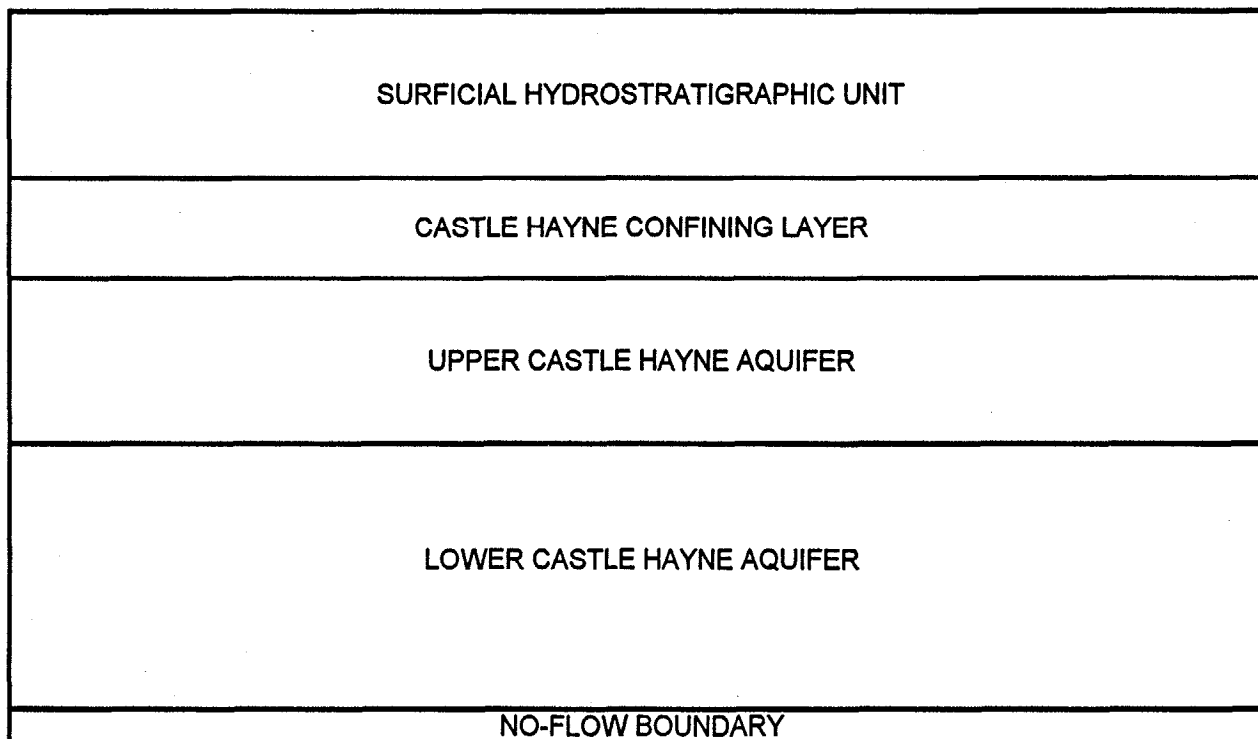 SURFICIAL HYDROSTRATIGRAPHIC UNIT
CASTLE HAYNE CONFINING LAYER
UPPER CASTLE HAYNE AQUIFER
LOWER CASTLE HAYNE AQUIFER
NO-FLOW BOUNDARY